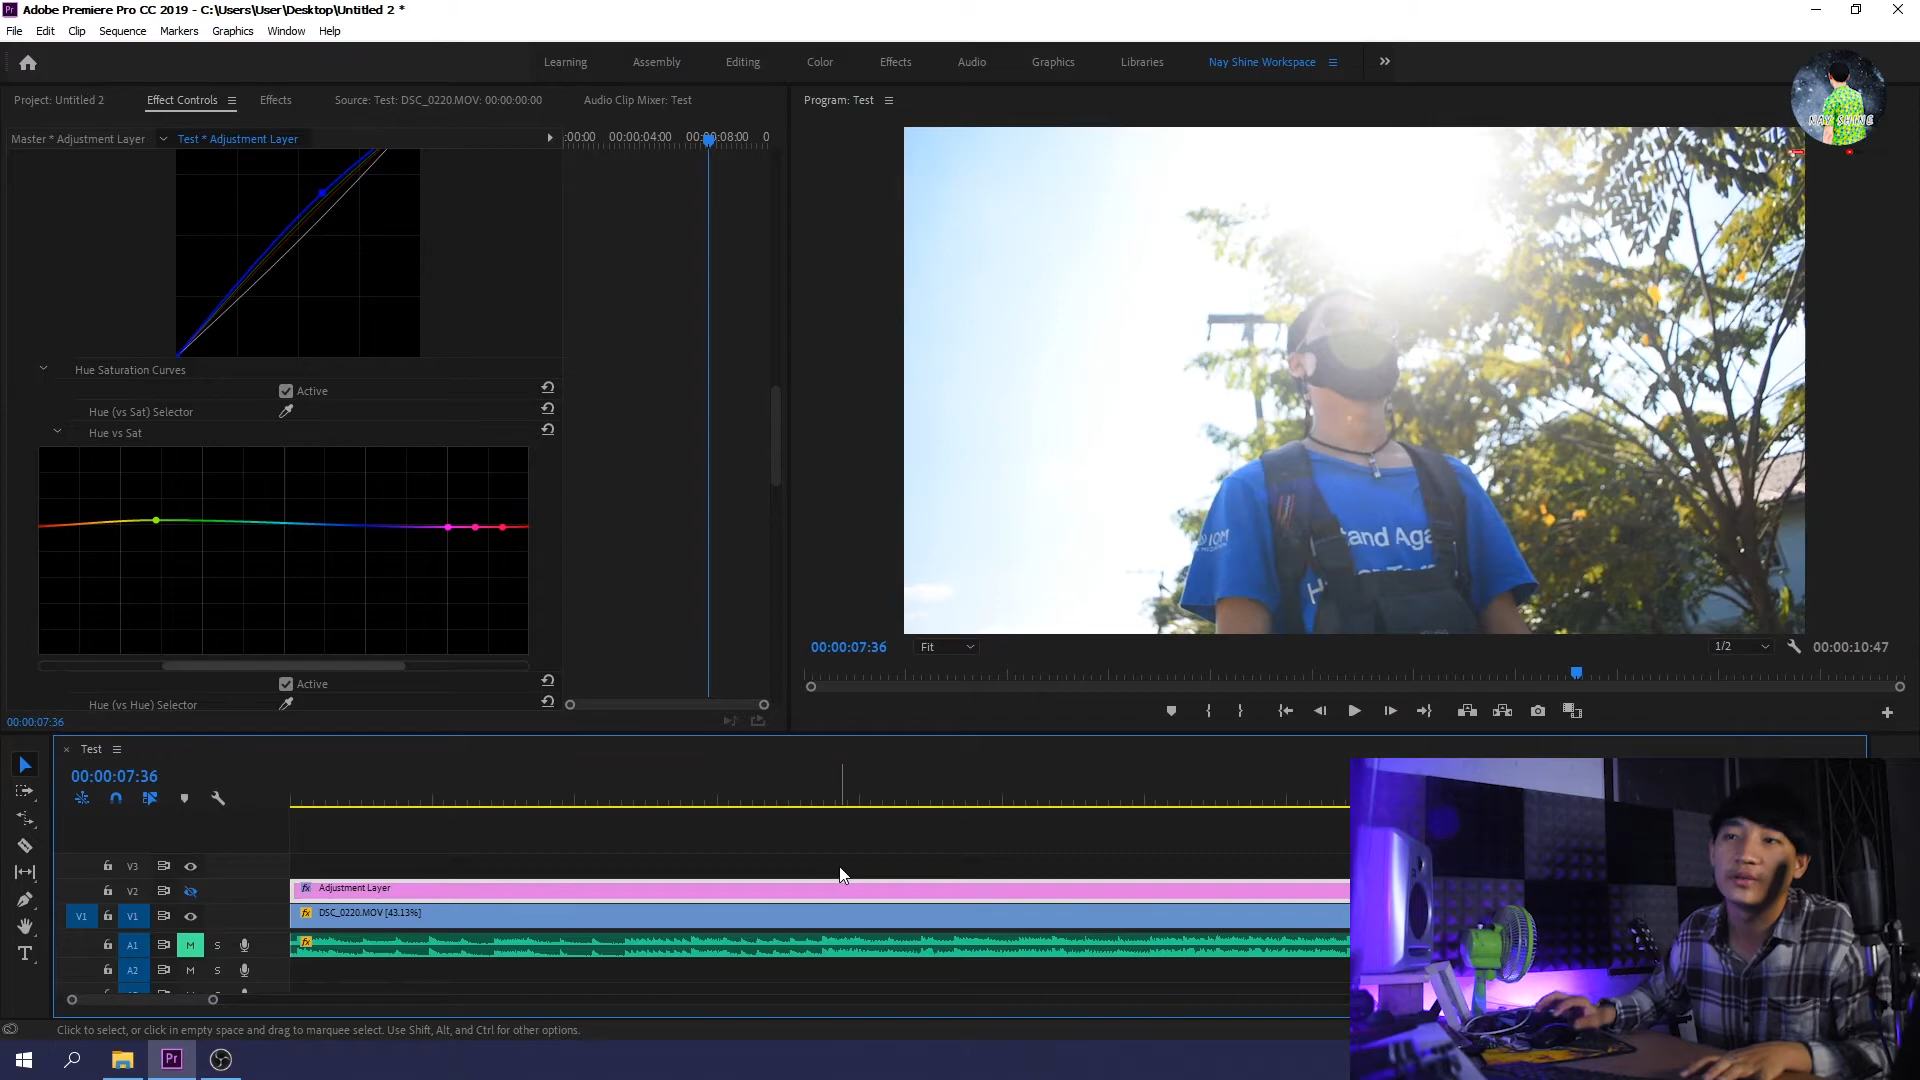 Adobe Premiere Pro CC 2019 - C:\Users\User\Desktop\Untitled 2 *
File Edit Clip Sequence Markers Graphics Window Help
Learning Assembly Editing Color Effects Audio Graphics Libraries Nay Shine Workspace
NAY SHINE
Project: Untitled 2 Effect Controls Effects Source: Test: DSC_0220.MOV: 00:00:00:00 Audio Clip Mixer: Test
Program: Test
Master * Adjustment Layer Test * Adjustment Layer
:00:00 00:00:04:00 00:00:08:00 0
Hue Saturation Curves
Active
Hue (vs Sat) Selector
Hue vs Sat
Active
Hue (vs Hue) Selector
00:00:07:36
IOM
tand Aga
00:00:07:36 Fit 1/2 00:00:10:47
Test
00:00:07:36
V3
V2 Adjustment Layer
V1 V1 DSC_0220.MOV [43.13%]
A1 M S
A2 M S
Click to select, or click in empty space and drag to marquee select. Use Shift, Alt, and Ctrl for other options.
Pr